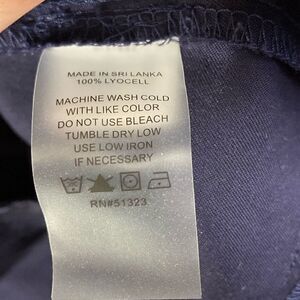 MADE IN SRI LANKA
100% LYOCELL
MACHINE WASH COLD
WITH LIKE COLOR
DO NOT USE BLEACH
TUMBLE DRY LOW
USE LOW IRON
IF NECESSARY
RN#51323